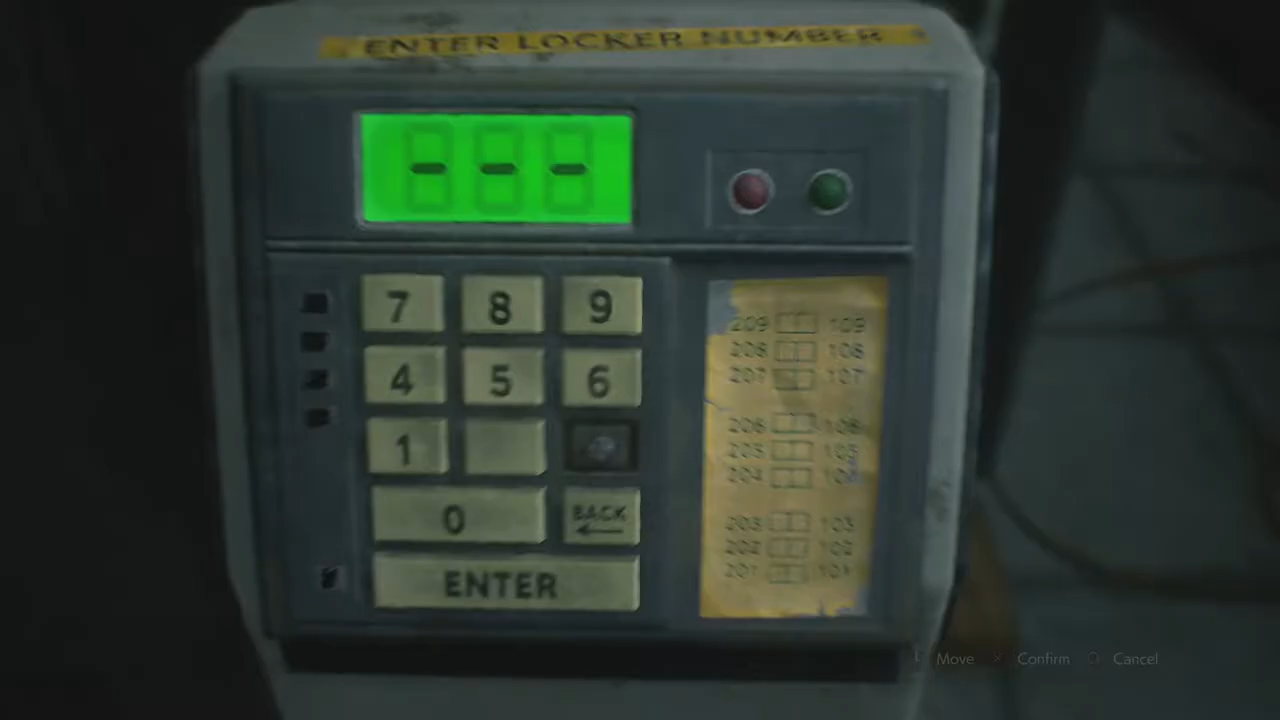 ENTER LOCKER NUMBER
- - -
7 8 9
4 5 6
1
0 BACK
ENTER
209 109
208 108
207 107
206 106
205 105
204
203 103
202 102
201 101
Move Confirm Cancel